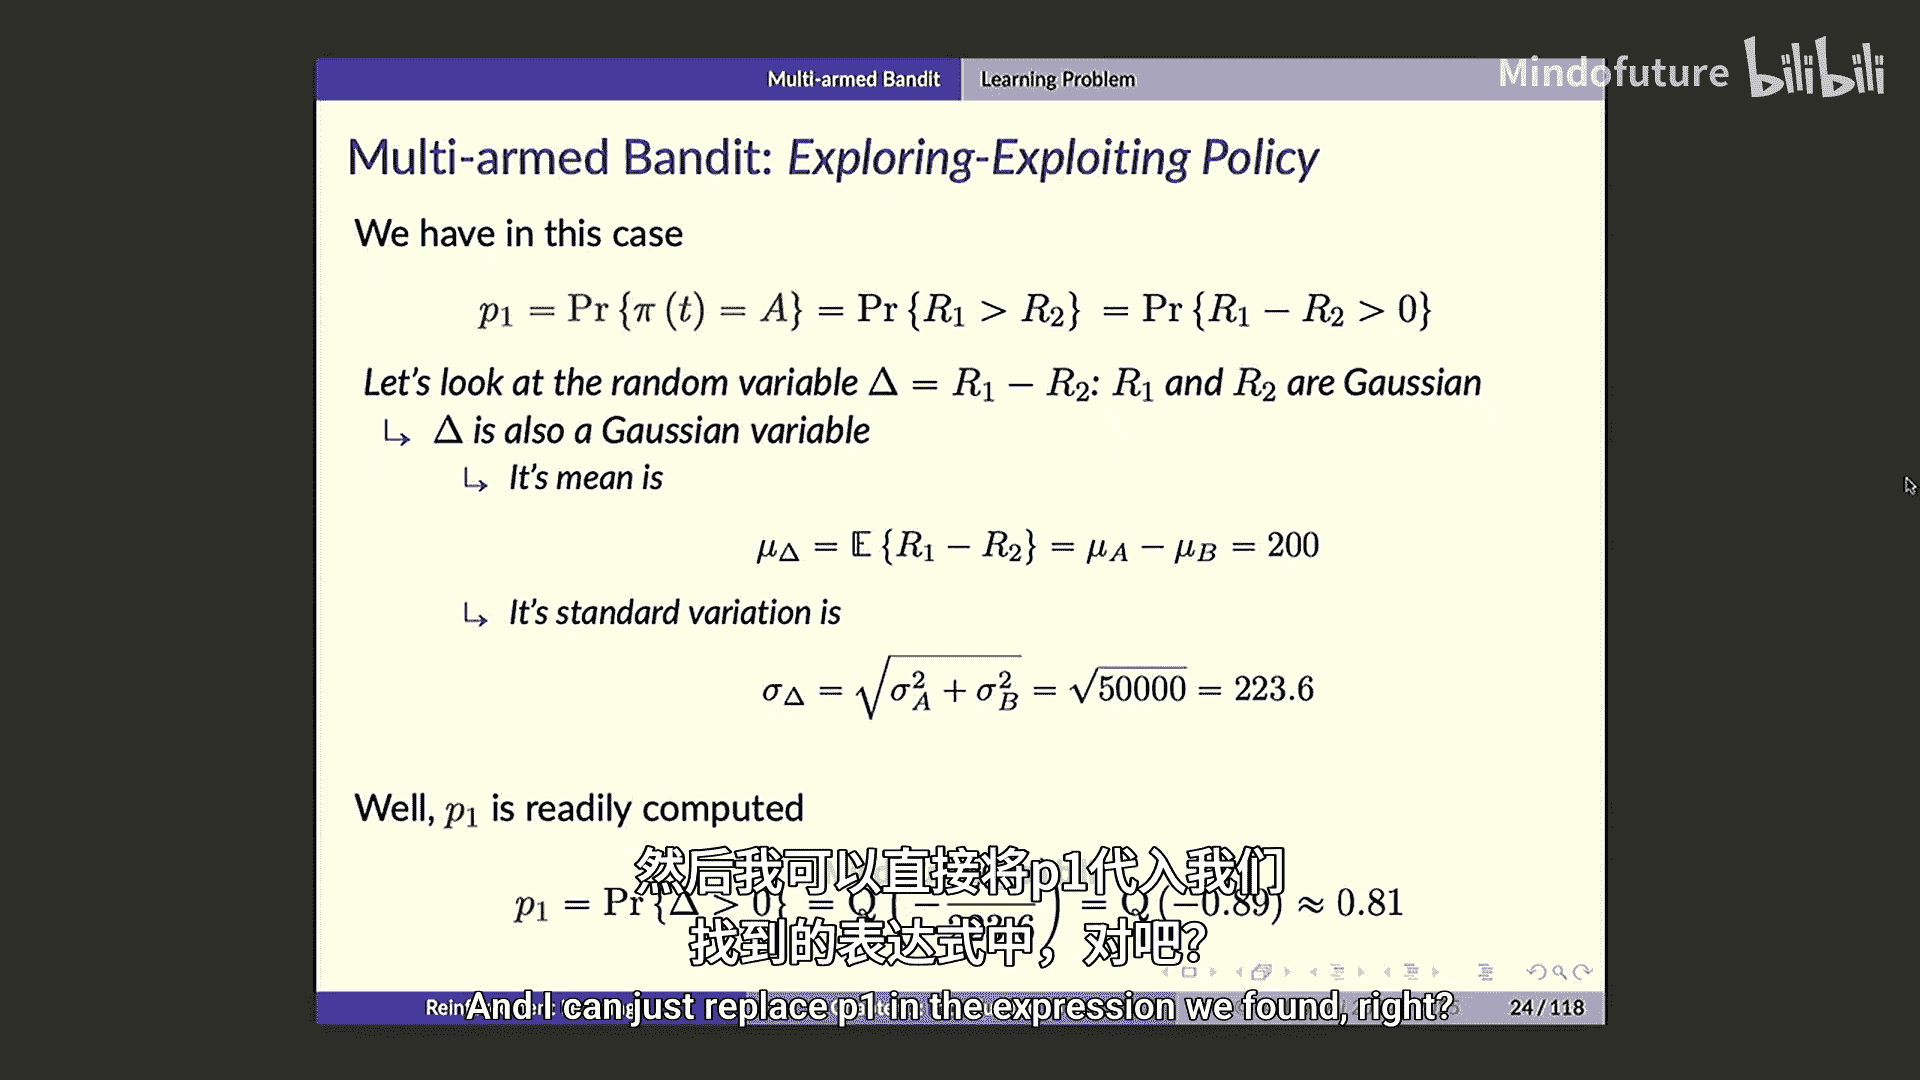 Mindofuture bilibili
Multi-armed Bandit Learning Problem
Multi-armed Bandit: Exploring-Exploiting Policy
We have in this case
p₁ = Pr {π (t) = A} = Pr {R₁ > R₂} = Pr {R₁ − R₂ > 0}
Let's look at the random variable Δ = R₁ − R₂: R₁ and R₂ are Gaussian
↳ Δ is also a Gaussian variable
↳ It's mean is
μ_Δ = 𝔼 {R₁ − R₂} = μ_A − μ_B = 200
↳ It's standard variation is
σ_Δ = √(σ_A² + σ_B²) = √50000 = 223.6
Well, p₁ is readily computed
p₁ = Pr {Δ > 0} = Q (− / 223.6) = Q (−0.89) ≈ 0.81
然后我可以直接将p1代入我们
找到的表达式中，对吧？
And I can just replace p1 in the expression we found, right?
24 / 118